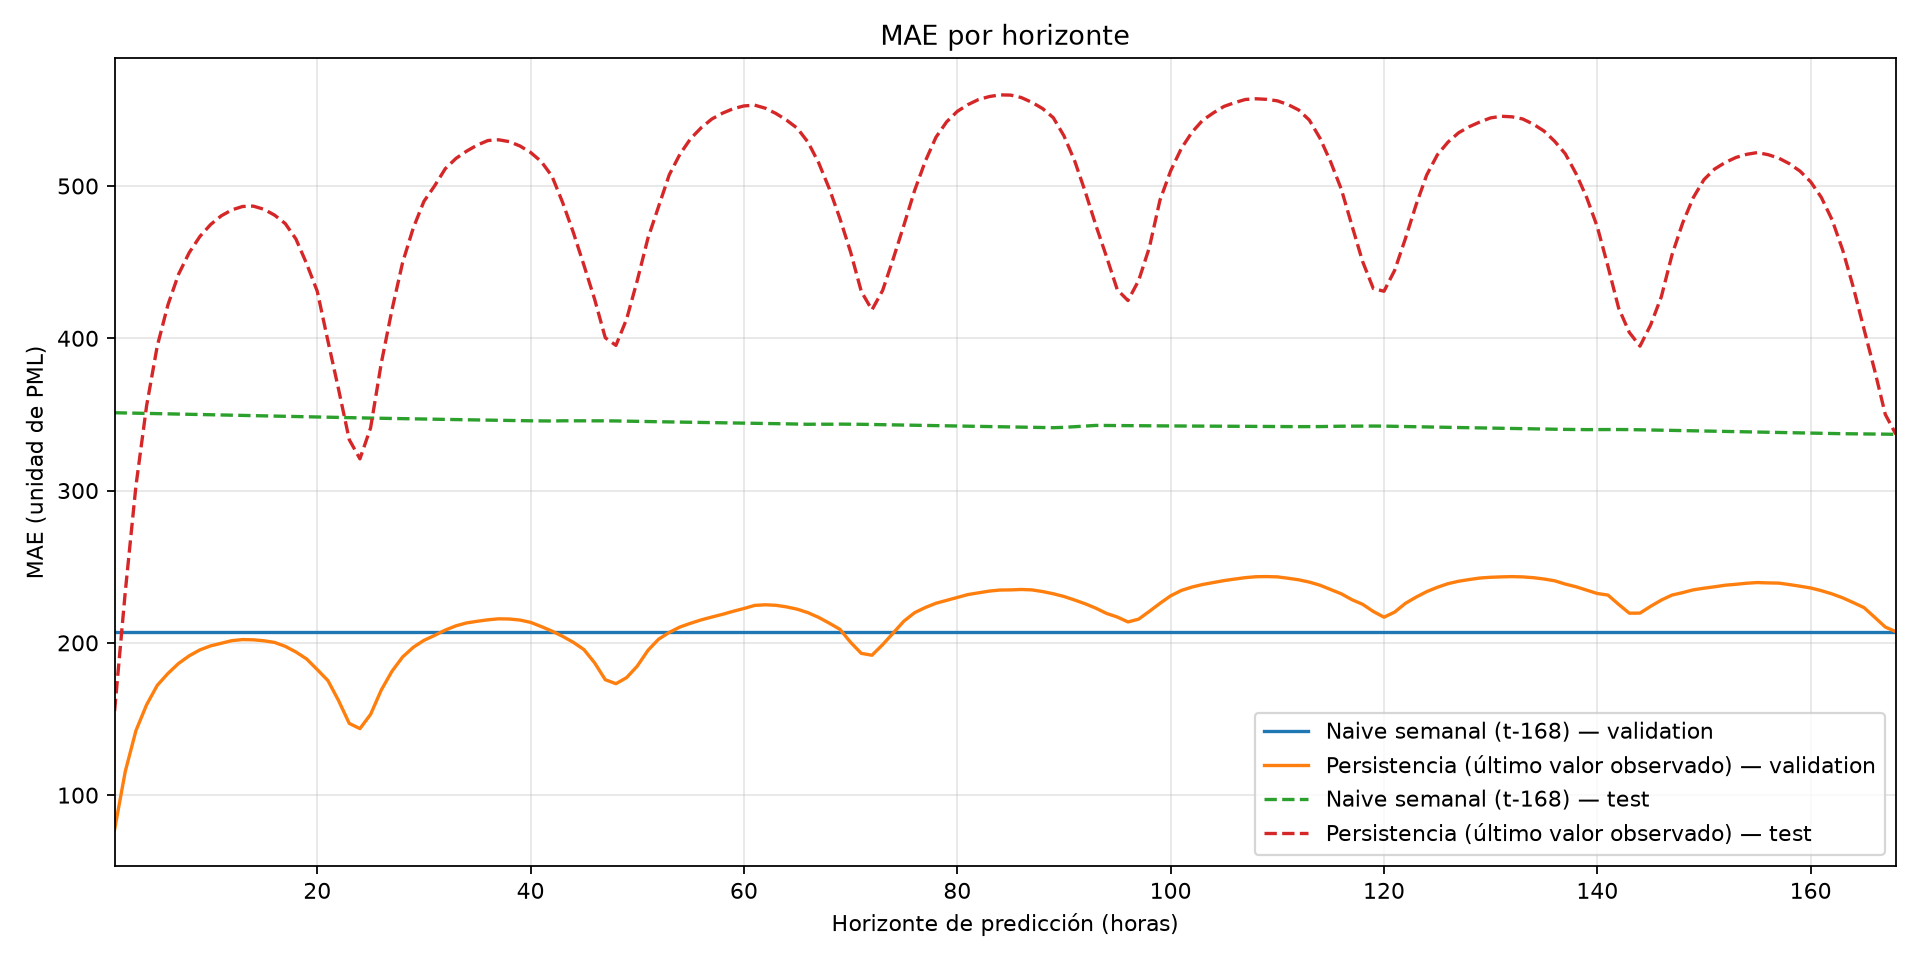 MAE por horizonte
MAE (unidad de PML)
500
400
300
200
100
Naive semanal (t-168) — validation
Persistencia (último valor observado) — validation
Naive semanal (t-168) — test
Persistencia (último valor observado) — test
20 40 60 80 100 120 140 160
Horizonte de predicción (horas)